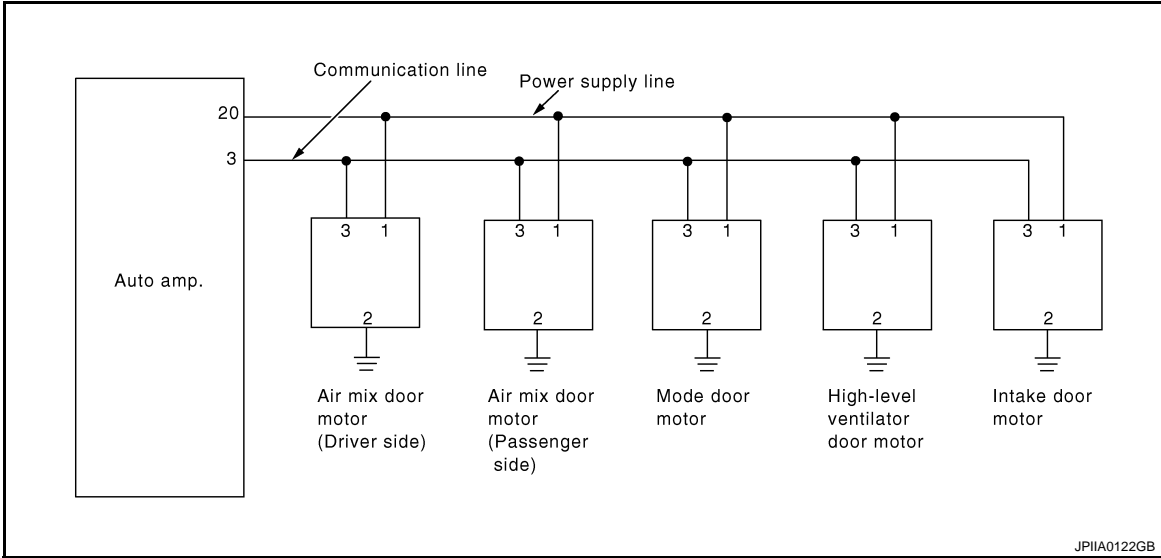 Communication line
Power supply line
20
3
Auto amp.
3 1
2
Air mix door
motor
(Driver side)
3 1
2
Air mix door
motor
(Passenger
side)
3 1
2
Mode door
motor
3 1
2
High-level
ventilator
door motor
3 1
2
Intake door
motor
JPIIA0122GB